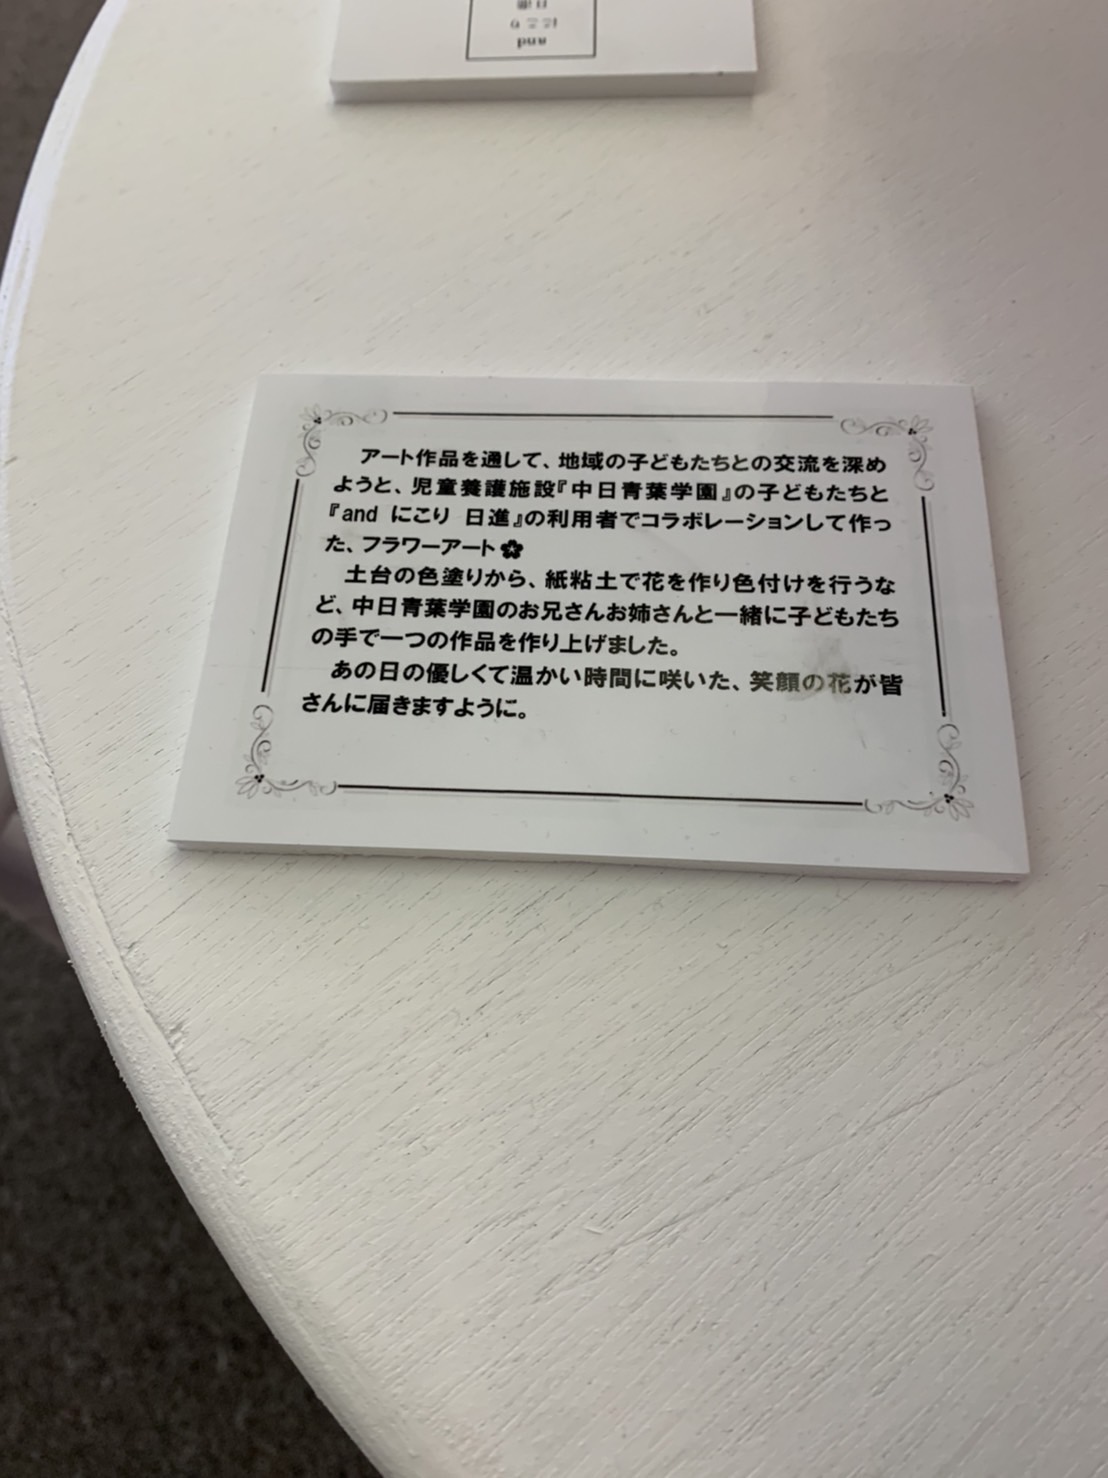 and
にこり
日進
アート作品を通して、地域の子どもたちとの交流を深め
ようと、児童養護施設『中日青葉学園』の子どもたちと
『and にこり 日進』の利用者でコラボレーションして作っ
た、フラワーアート✿
土台の色塗りから、紙粘土で花を作り色付けを行うな
ど、中日青葉学園のお兄さんお姉さんと一緒に子どもたち
の手で一つの作品を作り上げました。
あの日の優しくて温かい時間に咲いた、笑顔の花が皆
さんに届きますように。